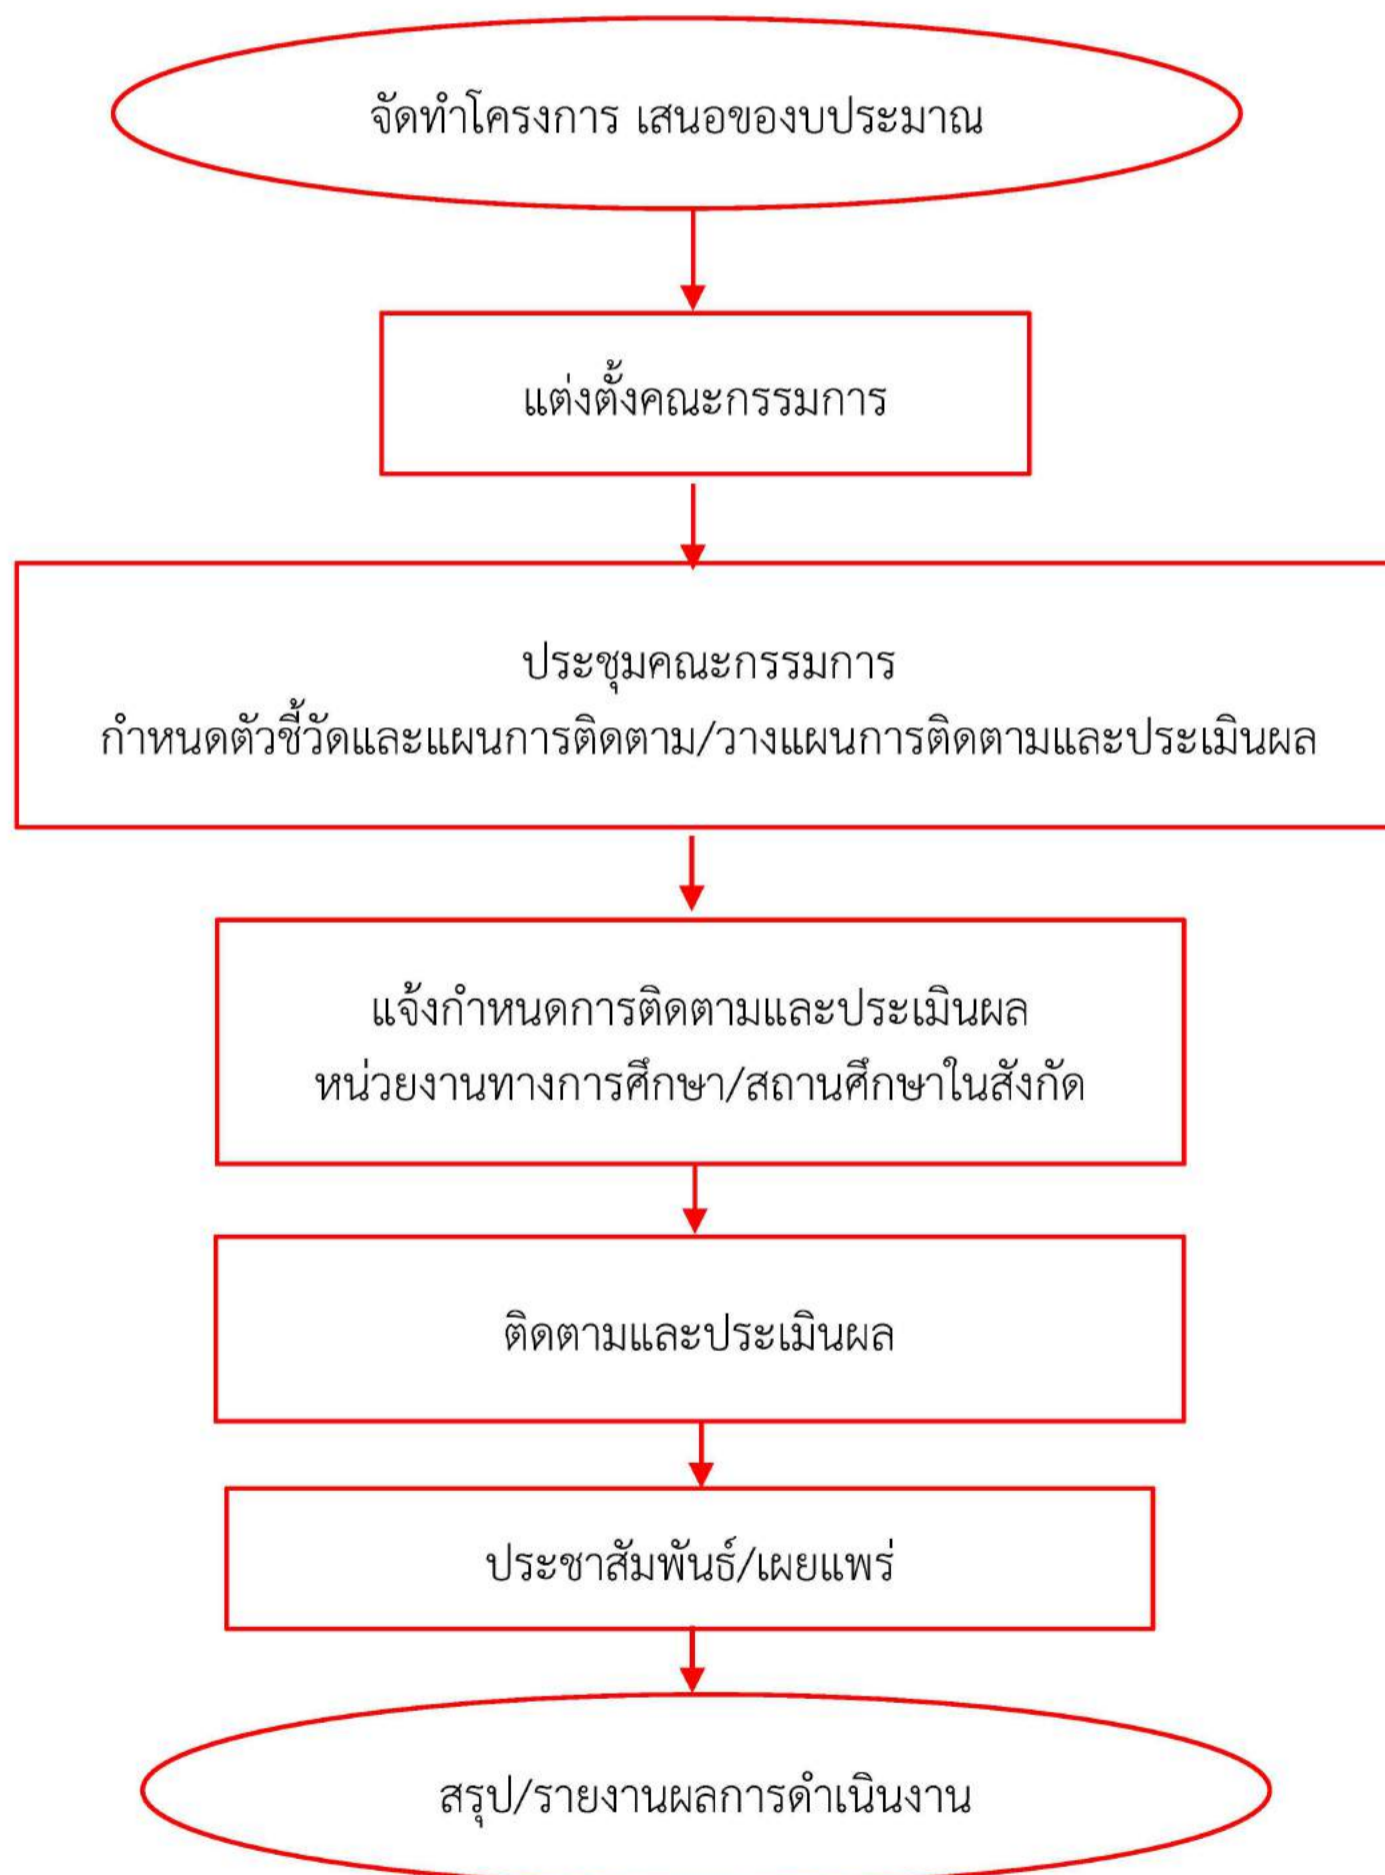 จัดทำโครงการ เสนอของบประมาณ
แต่งตั้งคณะกรรมการ
ประชุมคณะกรรมการ
กำหนดตัวชี้วัดและแผนการติดตาม/วางแผนการติดตามและประเมินผล
แจ้งกำหนดการติดตามและประเมินผล
หน่วยงานทางการศึกษา/สถานศึกษาในสังกัด
ติดตามและประเมินผล
ประชาสัมพันธ์/เผยแพร่
สรุป/รายงานผลการดำเนินงาน